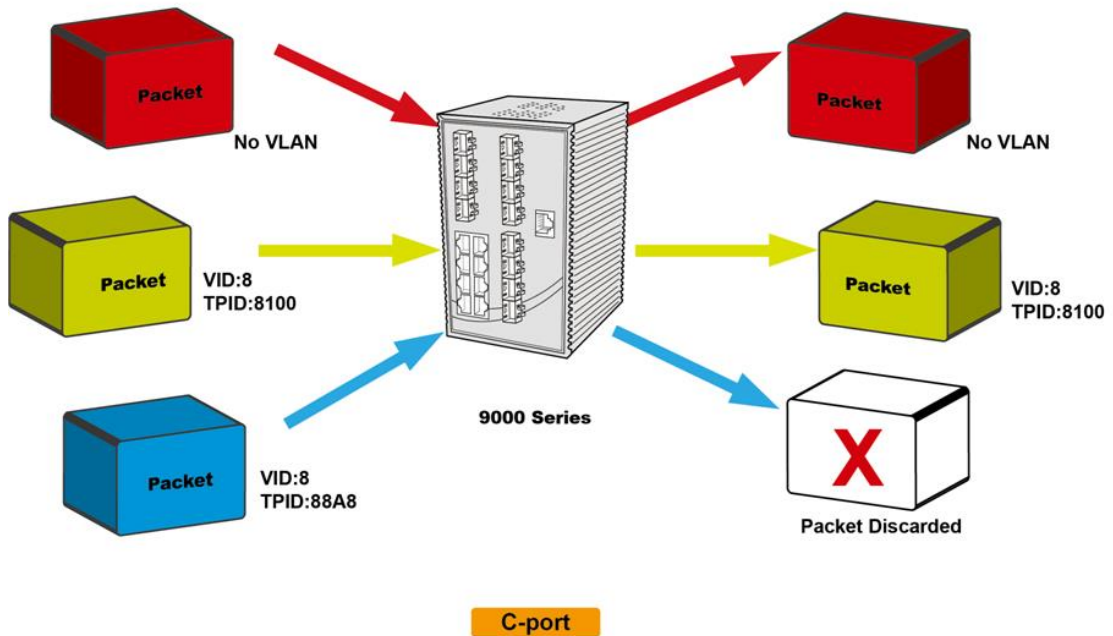 Packet
No VLAN
Packet
No VLAN
Packet
VID:8
TPID:8100
Packet
VID:8
TPID:8100
Packet
VID:8
TPID:88A8
9000 Series
X
Packet Discarded
C-port